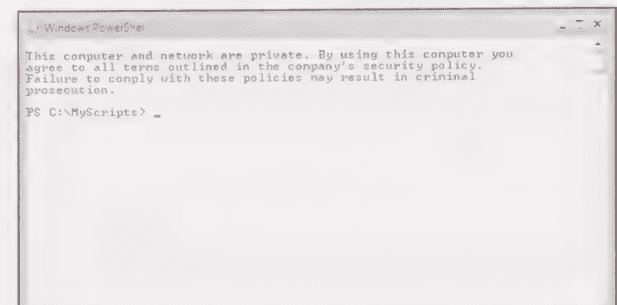 Windows PowerShell
This computer and network are private. By using this computer you
agree to all terms outlined in the company's security policy.
Failure to comply with these policies may result in criminal
prosecution.
PS C:\MyScripts> _